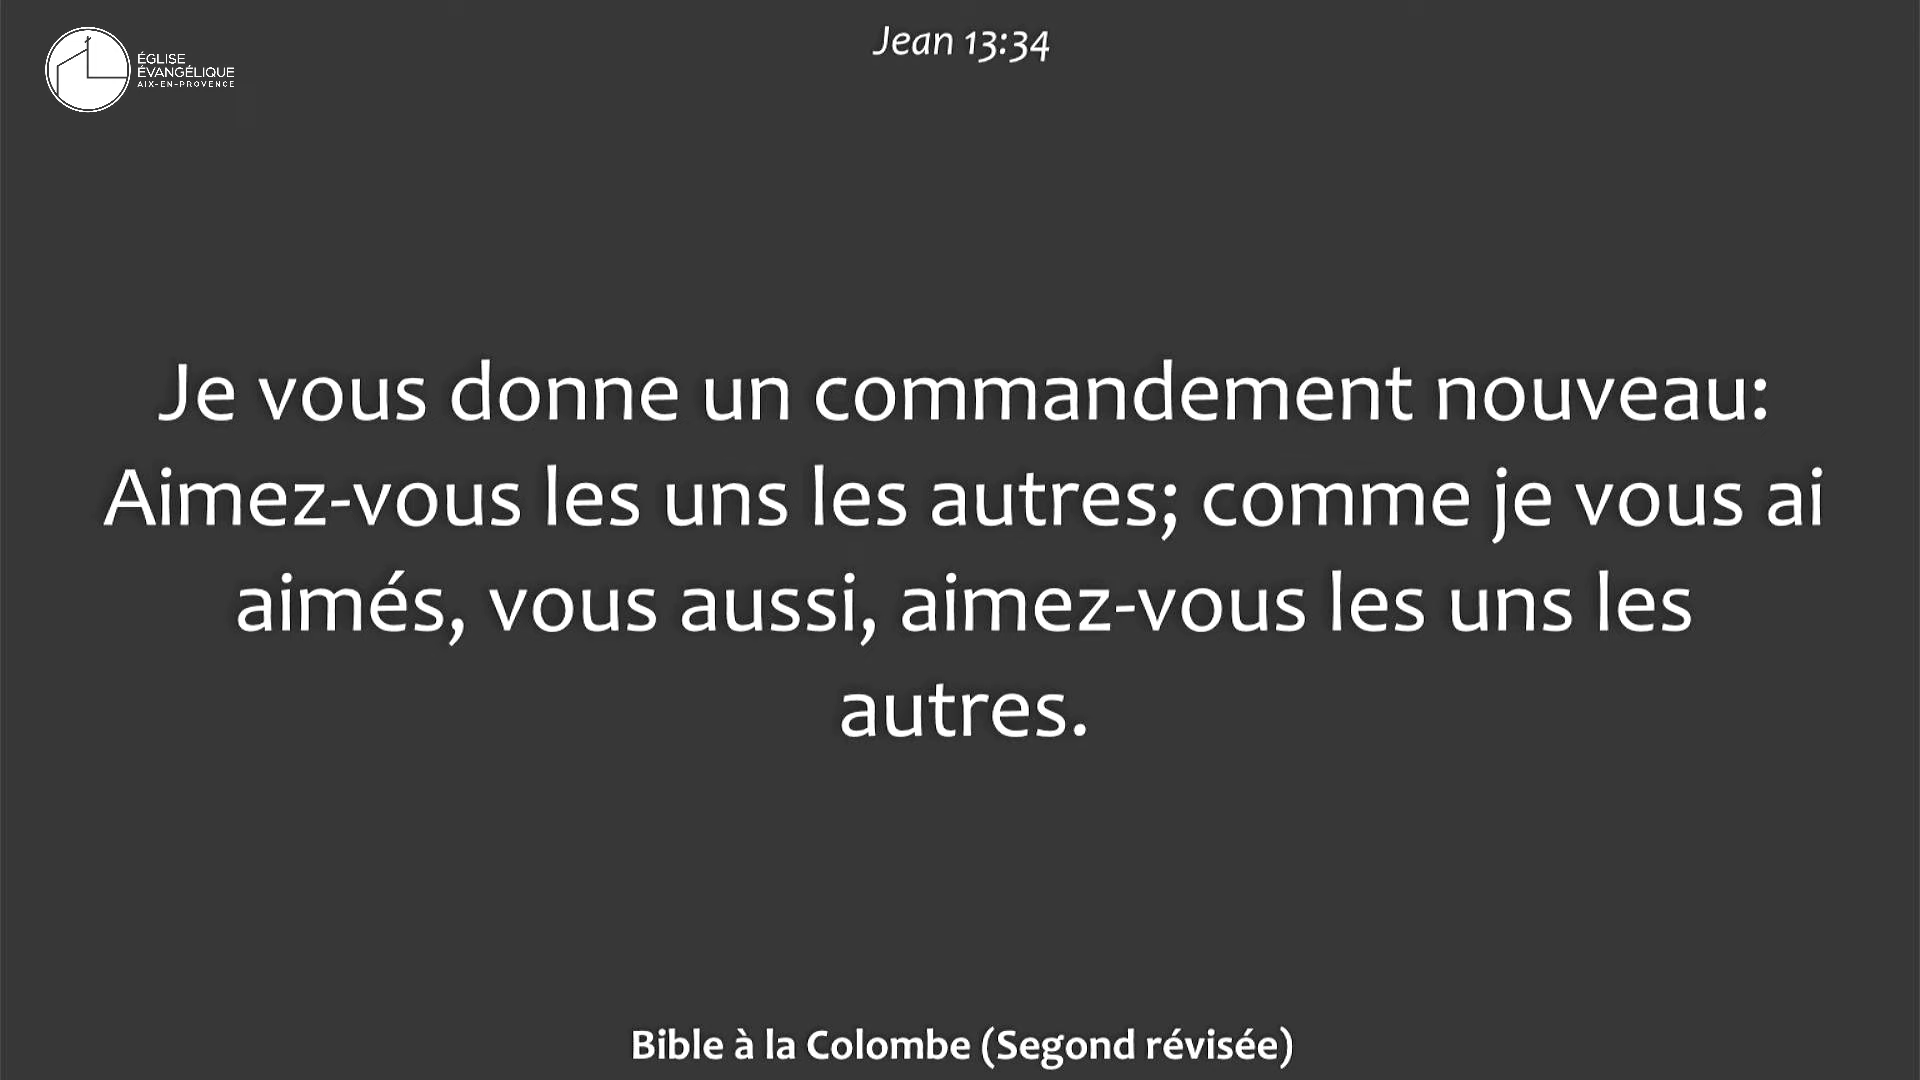 ÉGLISE
ÉVANGÉLIQUE
AIX-EN-PROVENCE
Jean 13:34
Je vous donne un commandement nouveau:
Aimez-vous les uns les autres; comme je vous ai
aimés, vous aussi, aimez-vous les uns les
autres.
Bible à la Colombe (Segond révisée)